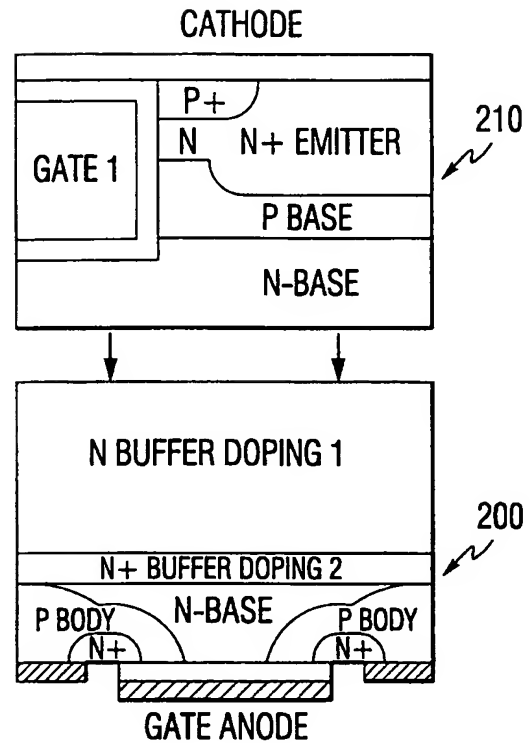 CATHODE
P+
210
N
N+ EMITTER
GATE 1
P BASE
N-BASE
N BUFFER DOPING 1
200
N+ BUFFER DOPING 2
N-BASE
P BODY
P BODY
N+
N+
GATE ANODE